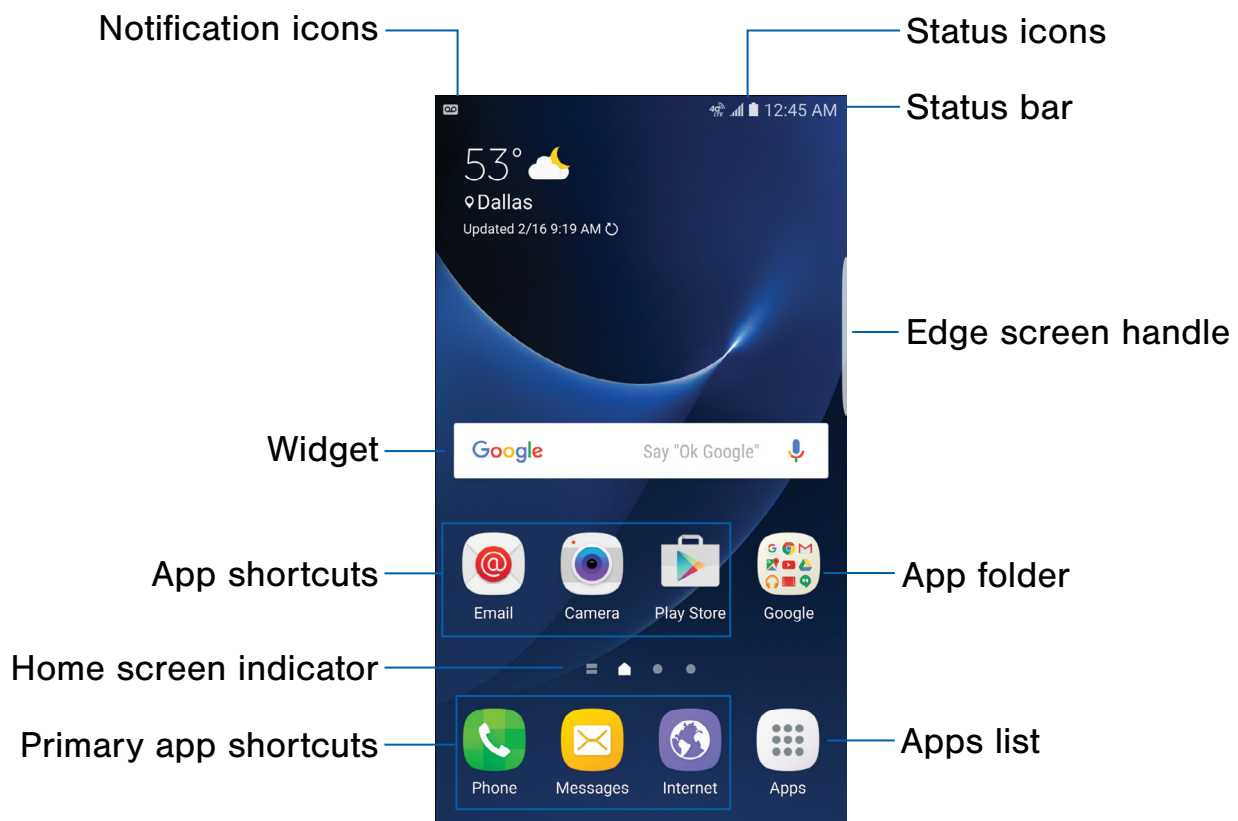 Notification icons
Status icons
Status bar
4G LTE
12:45 AM
53°
Dallas
Updated 2/16 9:19 AM
Edge screen handle
Widget
Google Say "Ok Google"
App shortcuts
Email Camera Play Store Google
App folder
Home screen indicator
Primary app shortcuts
Phone Messages Internet Apps
Apps list